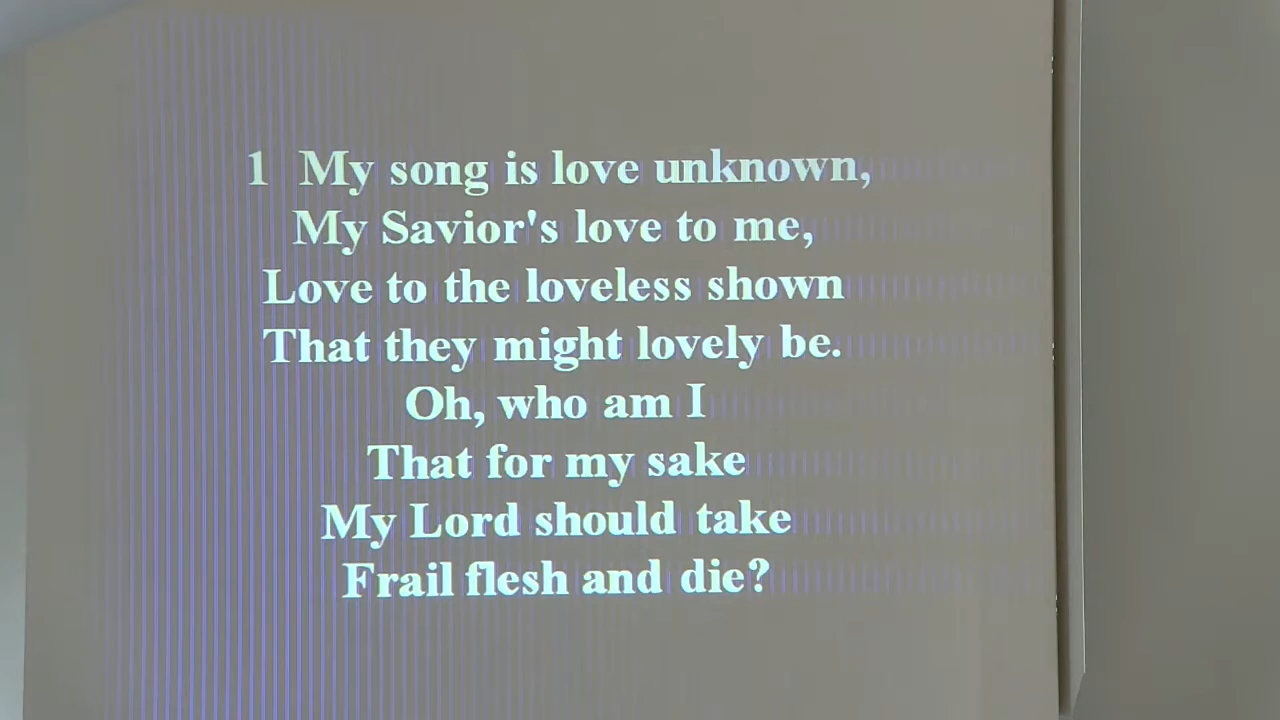 1 My song is love unknown,
My Savior's love to me,
Love to the loveless shown
That they might lovely be.
Oh, who am I
That for my sake
My Lord should take
Frail flesh and die?